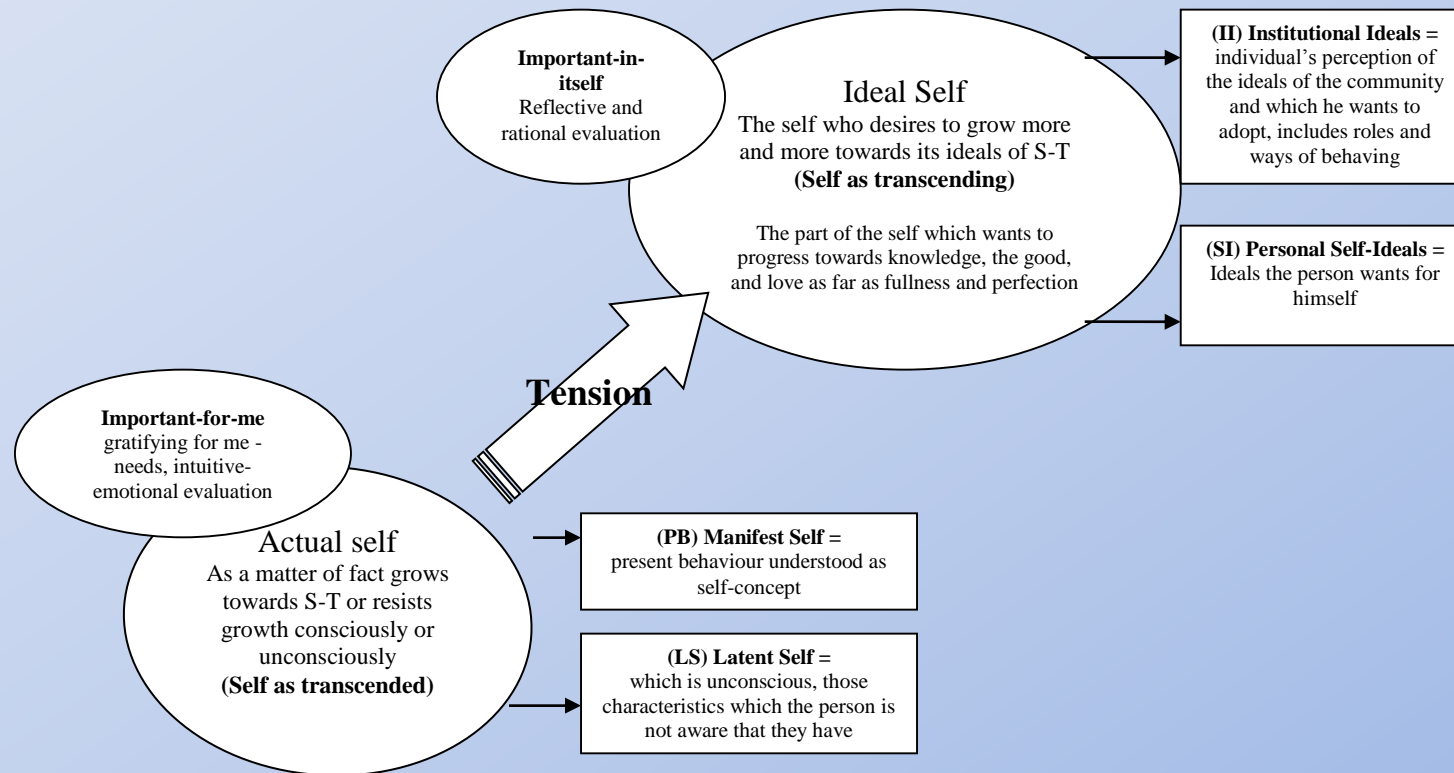 Important-in-
itself
Reflective and
rational evaluation
Ideal Self
The self who desires to grow more
and more towards its ideals of S-T
(Self as transcending)
The part of the self which wants to
progress towards knowledge, the good,
and love as far as fullness and perfection
(II) Institutional Ideals =
individual's perception of
the ideals of the community
and which he wants to
adopt, includes roles and
ways of behaving
(SI) Personal Self-Ideals =
Ideals the person wants for
himself
Tension
Important-for-me
gratifying for me -
needs, intuitive-
emotional evaluation
Actual self
As a matter of fact grows
towards S-T or resists
growth consciously or
unconsciously
(Self as transcended)
(PB) Manifest Self =
present behaviour understood as
self-concept
(LS) Latent Self =
which is unconscious, those
characteristics which the person is
not aware that they have